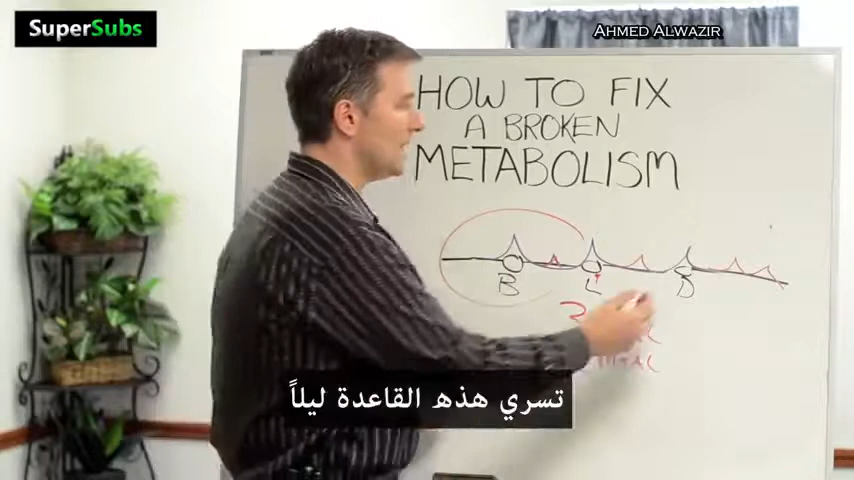 SuperSubs
AHMED ALWAZIR
HOW TO FIX
A BROKEN
METABOLISM
B L D
تسري هذه القاعدة ليلاً